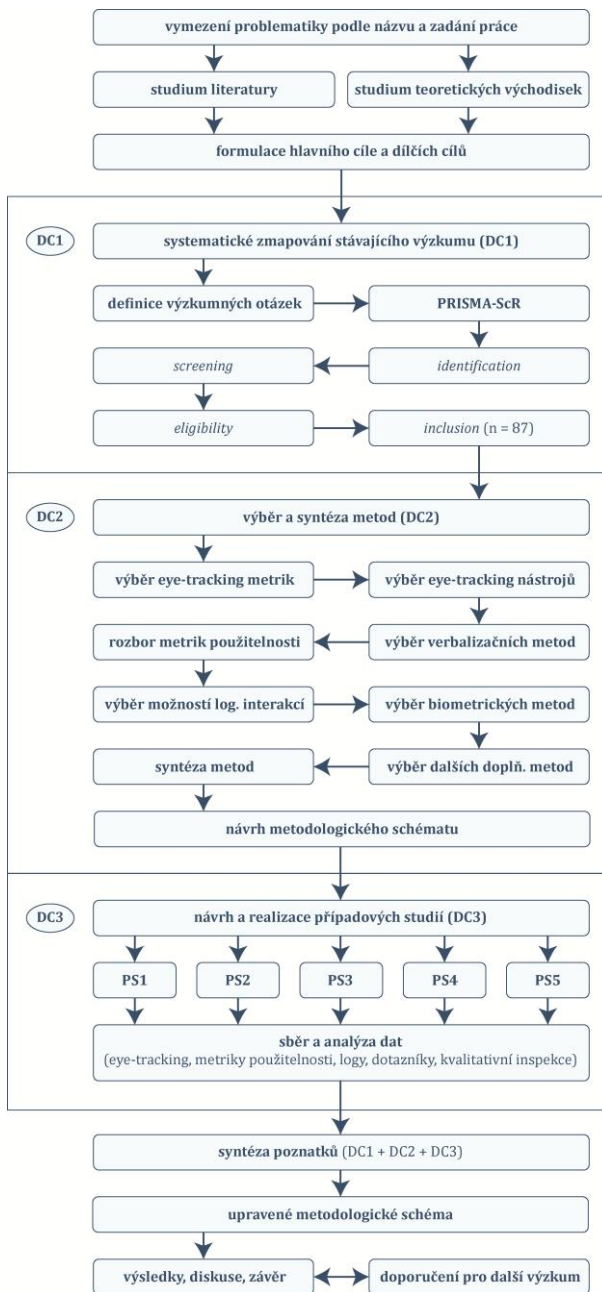 vymezení problematiky podle názvu a zadání práce
studium literatury
studium teoretických východisek
formulace hlavního cíle a dílčích cílů
DC1
systematické zmapování stávajícího výzkumu (DC1)
definice výzkumných otázek
PRISMA-ScR
screening
identification
eligibility
inclusion (n = 87)
DC2
výběr a syntéza metod (DC2)
výběr eye-tracking metrik
výběr eye-tracking nástrojů
rozbor metrik použitelnosti
výběr verbalizačních metod
výběr možností log. interakcí
výběr biometrických metod
syntéza metod
výběr dalších doplň. metod
návrh metodologického schématu
DC3
návrh a realizace případových studií (DC3)
PS1
PS2
PS3
PS4
PS5
sběr a analýza dat
(eye-tracking, metriky použitelnosti, logy, dotazníky, kvalitativní inspekce)
syntéza poznatků (DC1 + DC2 + DC3)
upravené metodologické schéma
výsledky, diskuse, závěr
doporučení pro další výzkum